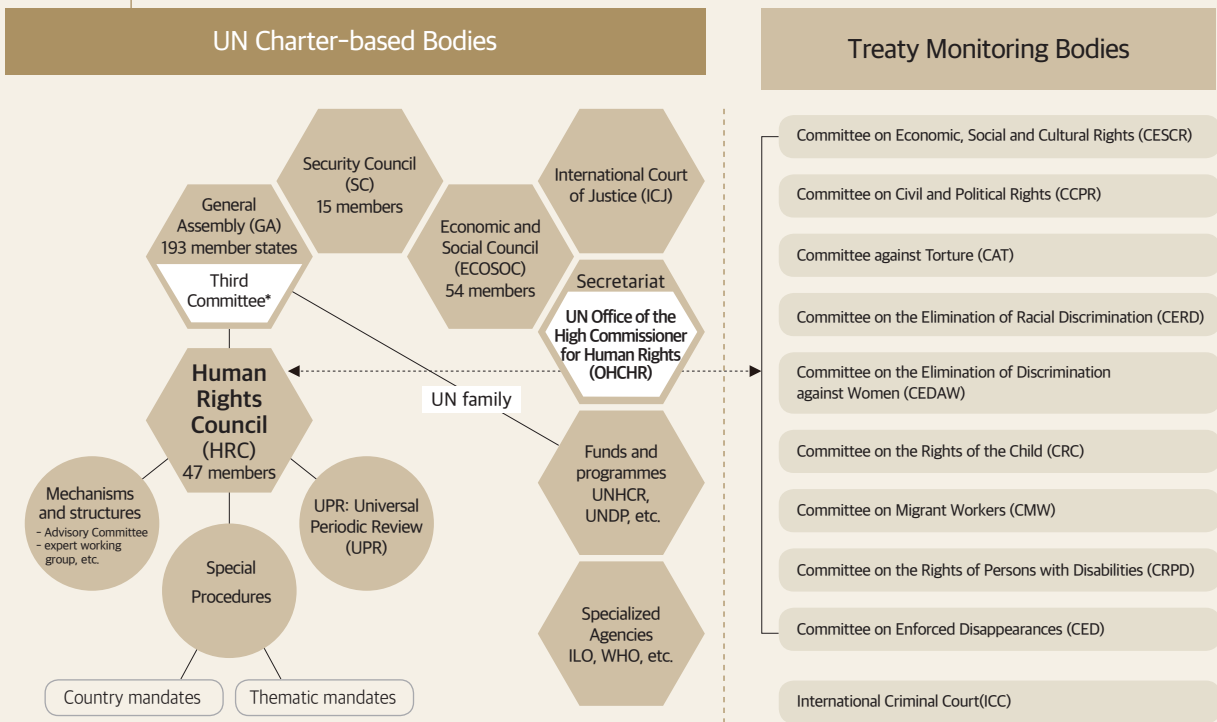 UN Charter-based Bodies
Security Council
(SC)
15 members
International Court
of Justice (ICJ)
General
Assembly (GA)
193 member states
Third
Committee*
Economic and
Social Council
(ECOSOC)
54 members
Secretariat
UN Office of the
High Commissioner
for Human Rights
(OHCHR)
Human
Rights
Council
(HRC)
47 members
UN family
Funds and
programmes
UNHCR,
UNDP, etc.
Mechanisms
and structures
- Advisory Committee
- expert working
group, etc.
UPR: Universal
Periodic Review
(UPR)
Special
Procedures
Specialized
Agencies
ILO, WHO, etc.
Country mandates
Thematic mandates
Treaty Monitoring Bodies
Committee on Economic, Social and Cultural Rights (CESCR)
Committee on Civil and Political Rights (CCPR)
Committee against Torture (CAT)
Committee on the Elimination of Racial Discrimination (CERD)
Committee on the Elimination of Discrimination
against Women (CEDAW)
Committee on the Rights of the Child (CRC)
Committee on Migrant Workers (CMW)
Committee on the Rights of Persons with Disabilities (CRPD)
Committee on Enforced Disappearances (CED)
International Criminal Court(ICC)